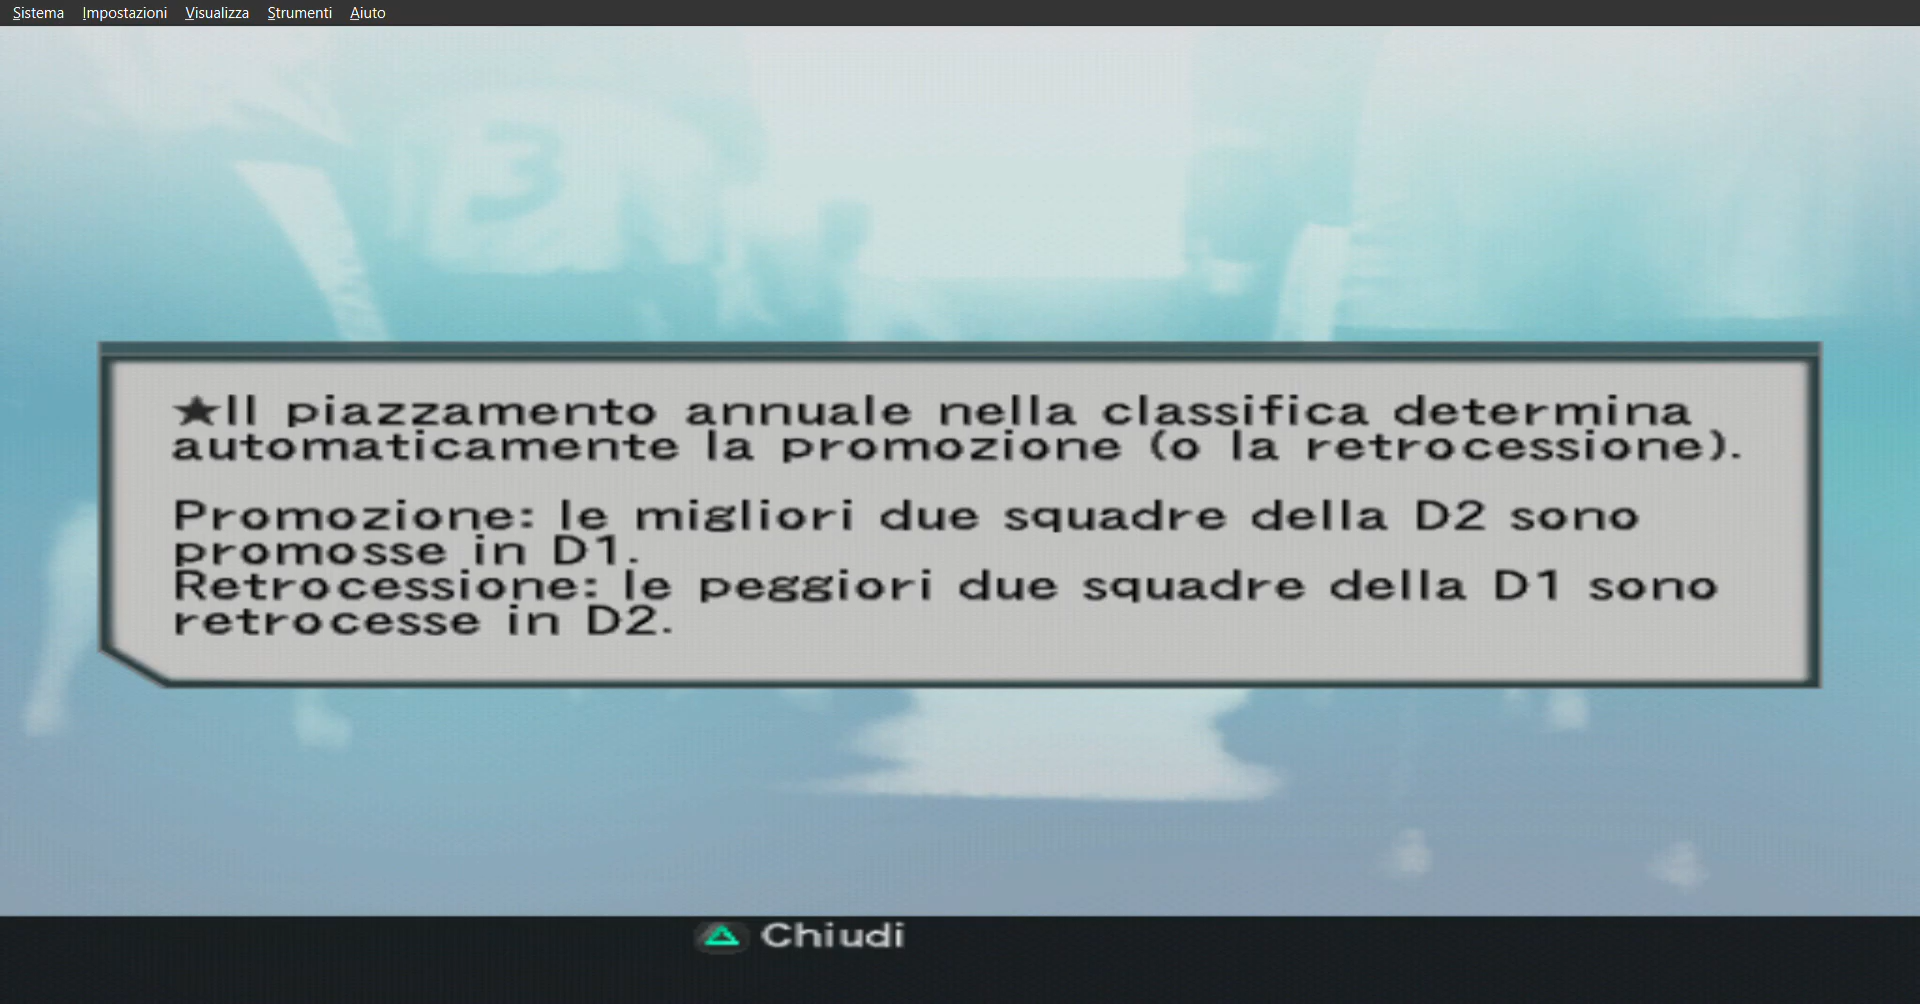 Sistema Impostazioni Visualizza Strumenti Aiuto
3
★Il piazzamento annuale nella classifica determina
automaticamente la promozione (o la retrocessione).
Promozione: le migliori due squadre della D2 sono
promosse in D1.
Retrocessione: le peggiori due squadre della D1 sono
retrocesse in D2.
Chiudi